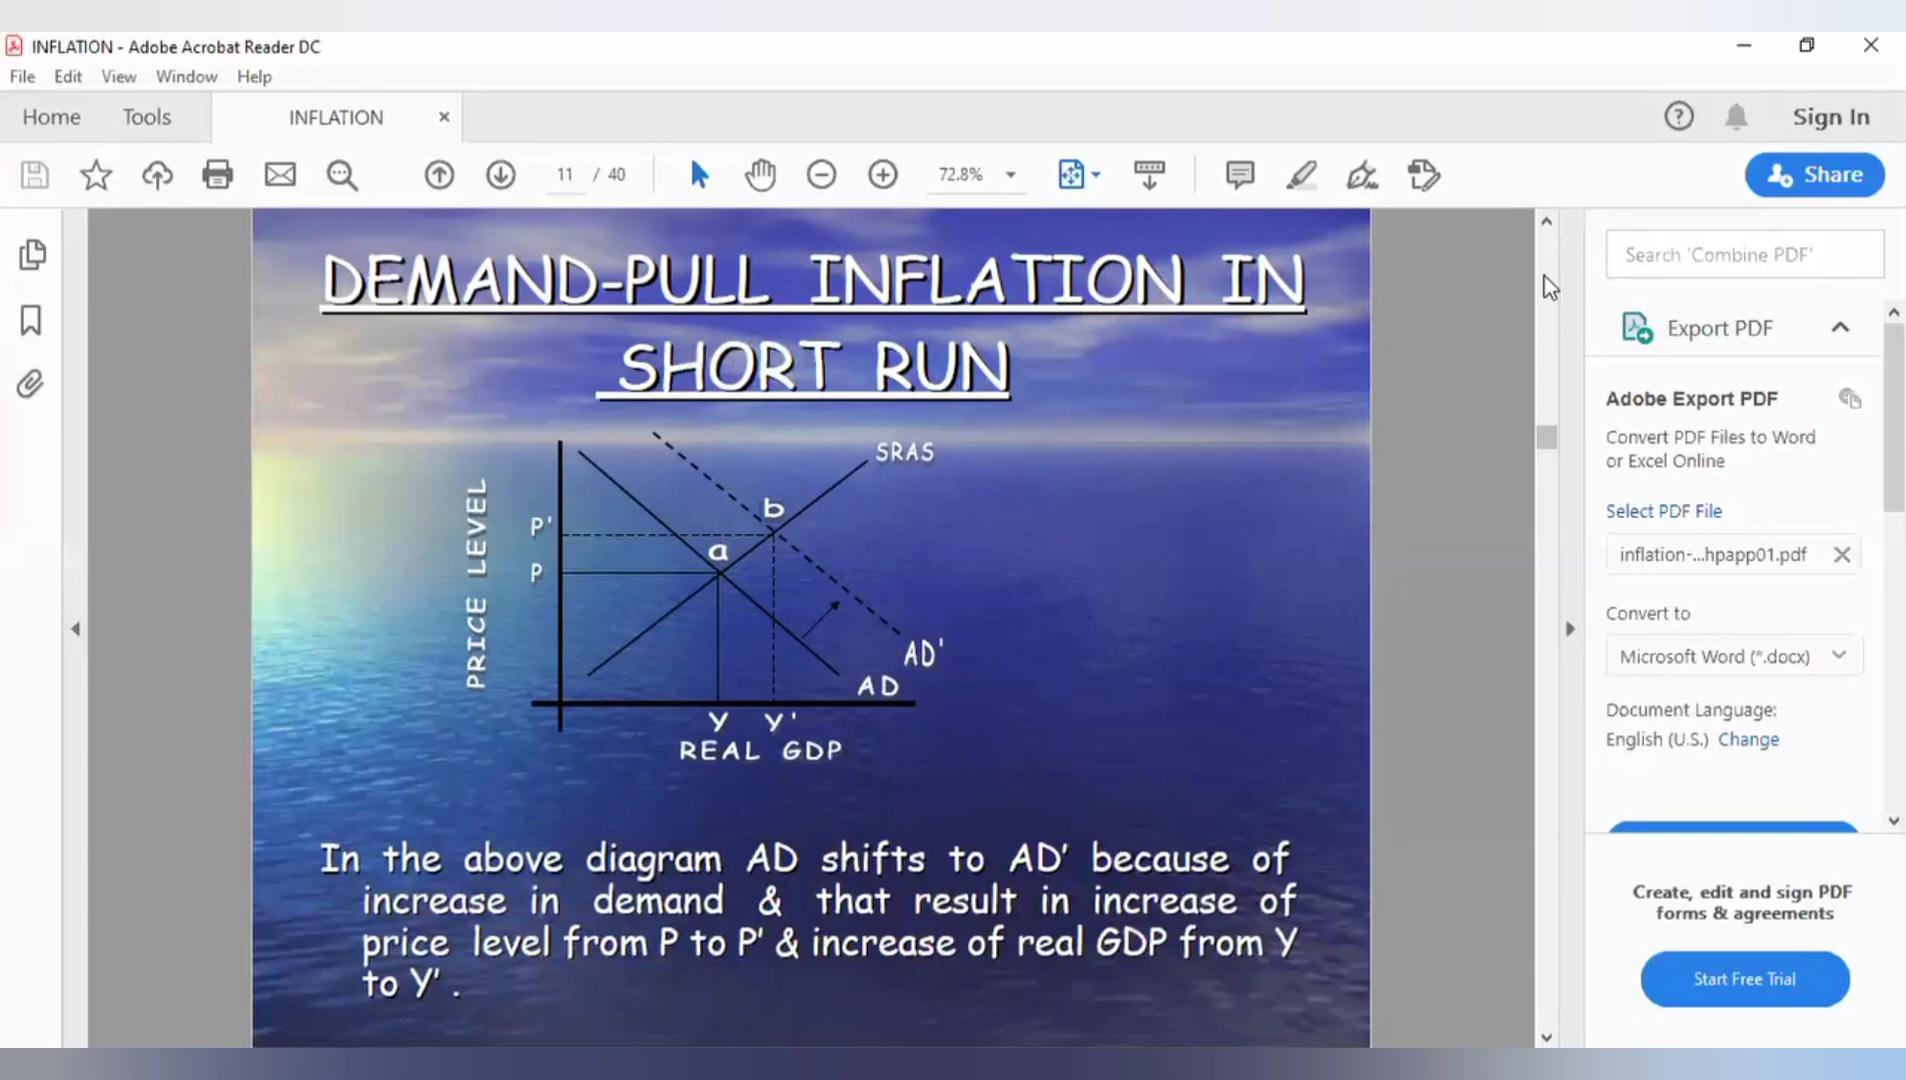 INFLATION - Adobe Acrobat Reader DC
File Edit View Window Help
Home Tools INFLATION × Sign In
11 / 40 72.8% Share
DEMAND-PULL INFLATION IN
SHORT RUN
SRAS
b
P'
a
P
PRICE LEVEL
AD'
AD
Y Y'
REAL GDP
In the above diagram AD shifts to AD' because of
increase in demand & that result in increase of
price level from P to P' & increase of real GDP from Y
to Y' .
Search 'Combine PDF'
Export PDF
Adobe Export PDF
Convert PDF Files to Word
or Excel Online
Select PDF File
inflation-...hpapp01.pdf
Convert to
Microsoft Word (*.docx)
Document Language:
English (U.S.) Change
Create, edit and sign PDF
forms & agreements
Start Free Trial